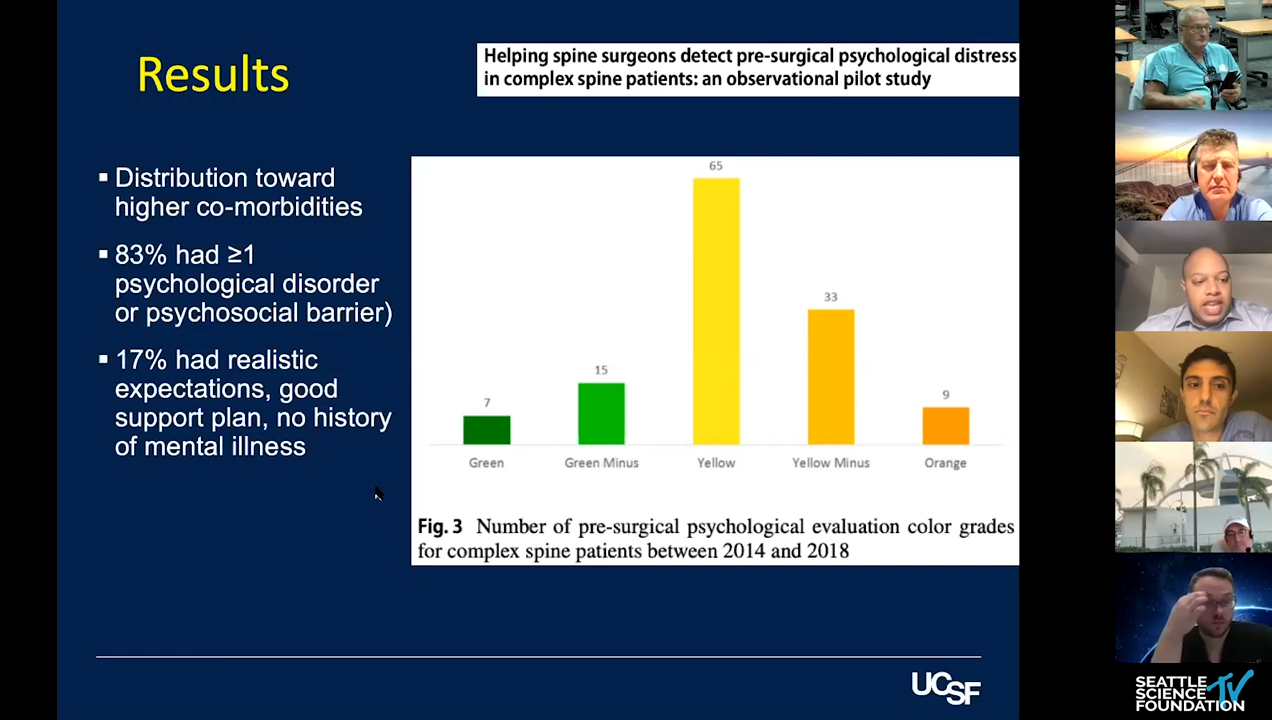 Results
Helping spine surgeons detect pre-surgical psychological distress
in complex spine patients: an observational pilot study
▪ Distribution toward
higher co-morbidities
▪ 83% had ≥1
psychological disorder
or psychosocial barrier)
▪ 17% had realistic
expectations, good
support plan, no history
of mental illness
65
33
15
9
7
Green
Green Minus
Yellow
Yellow Minus
Orange
Fig. 3 Number of pre-surgical psychological evaluation color grades
for complex spine patients between 2014 and 2018
UCSF
SEATTLE
SCIENCE
FOUNDATION
TV